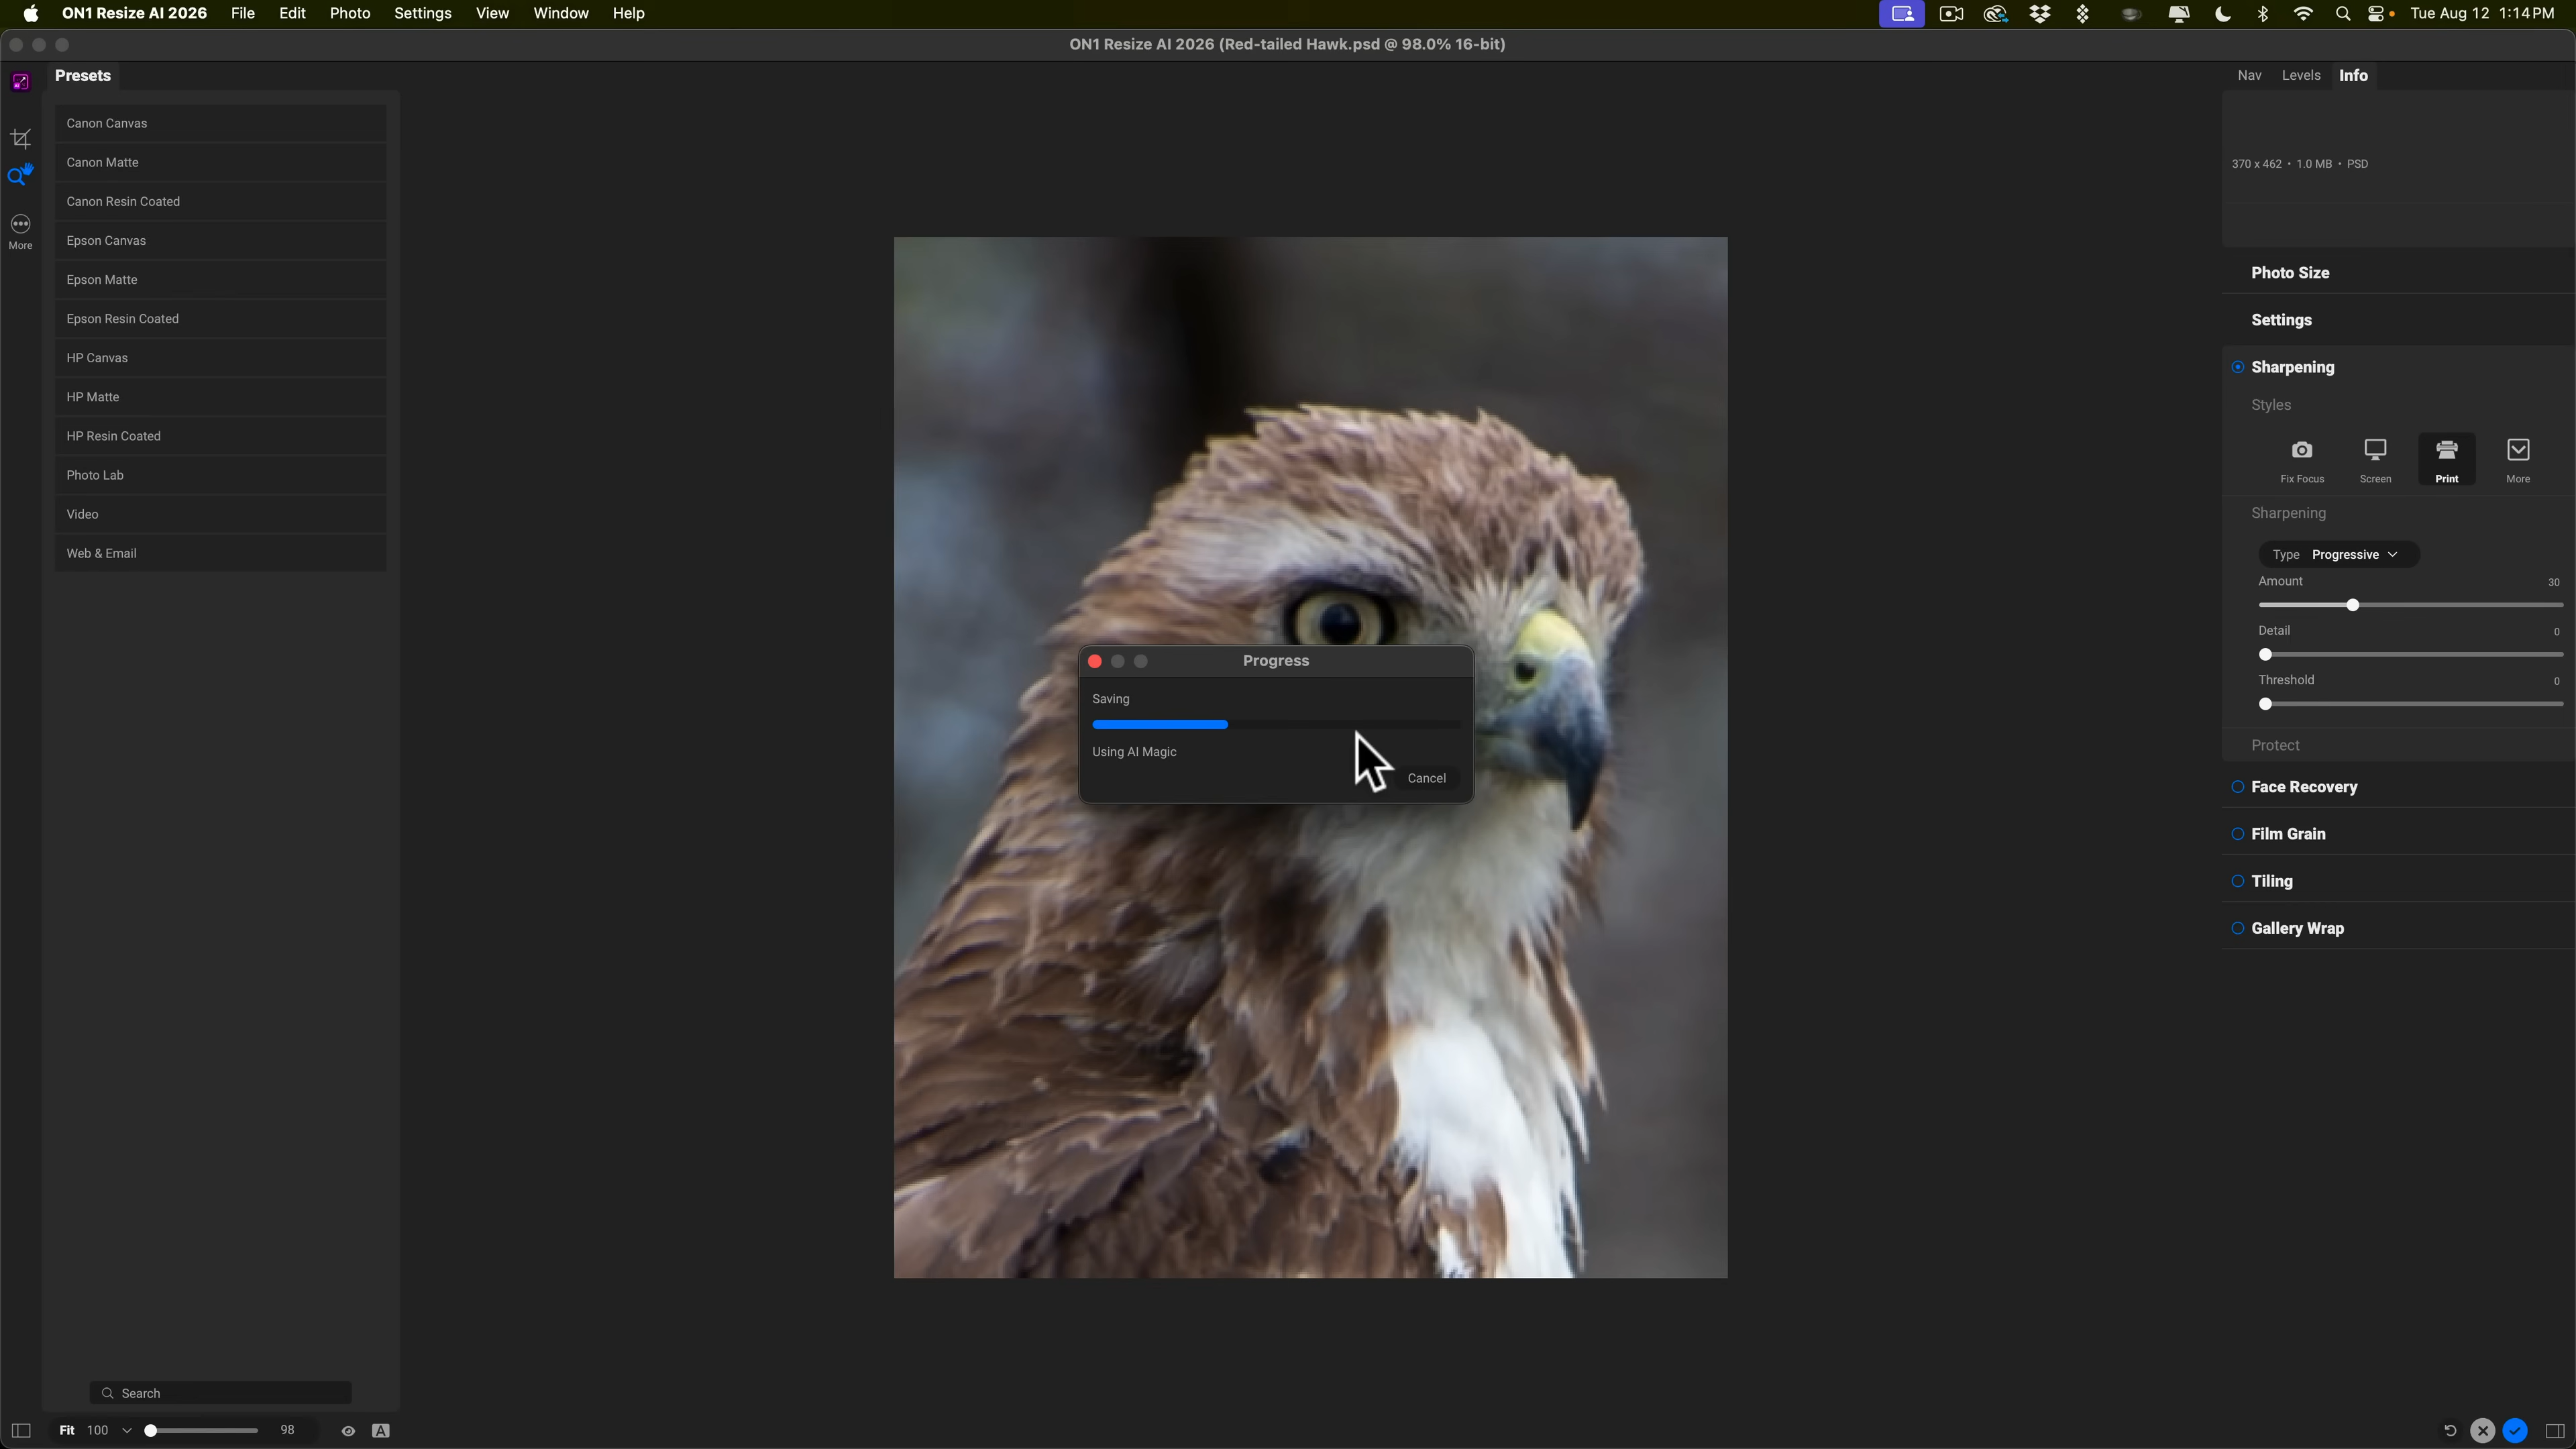 ON1 Resize AI 2026 File Edit Photo Settings View Window Help Tue Aug 12 1:14PM
ON1 Resize AI 2026 (Red-tailed Hawk.psd @ 98.0% 16-bit)
Presets
Canon Canvas
Canon Matte
Canon Resin Coated
Epson Canvas
Epson Matte
Epson Resin Coated
HP Canvas
HP Matte
HP Resin Coated
Photo Lab
Video
Web & Email
More
Search
Fit 100 98
A
Progress
Saving
Using AI Magic
Cancel
Nav Levels Info
370 x 462 • 1.0 MB • PSD
Photo Size
Settings
Sharpening
Styles
Fix Focus Screen Print More
Sharpening
Type Progressive
Amount 30
Detail 0
Threshold 0
Protect
Face Recovery
Film Grain
Tiling
Gallery Wrap